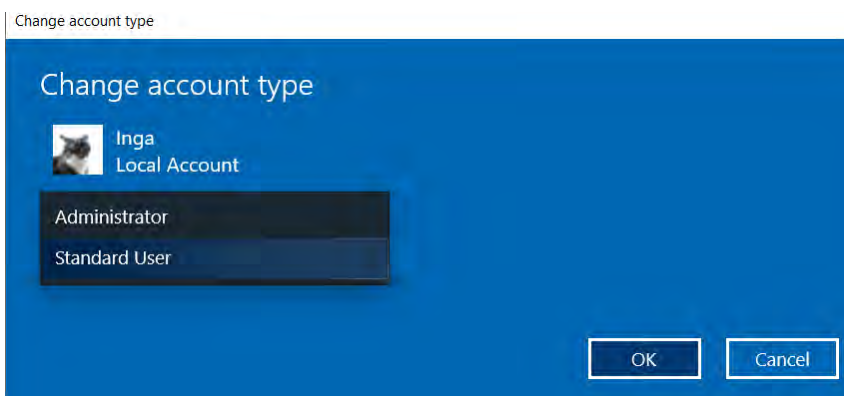 Change account type
Change account type
Inga
Local Account
Administrator
Standard User
OK Cancel